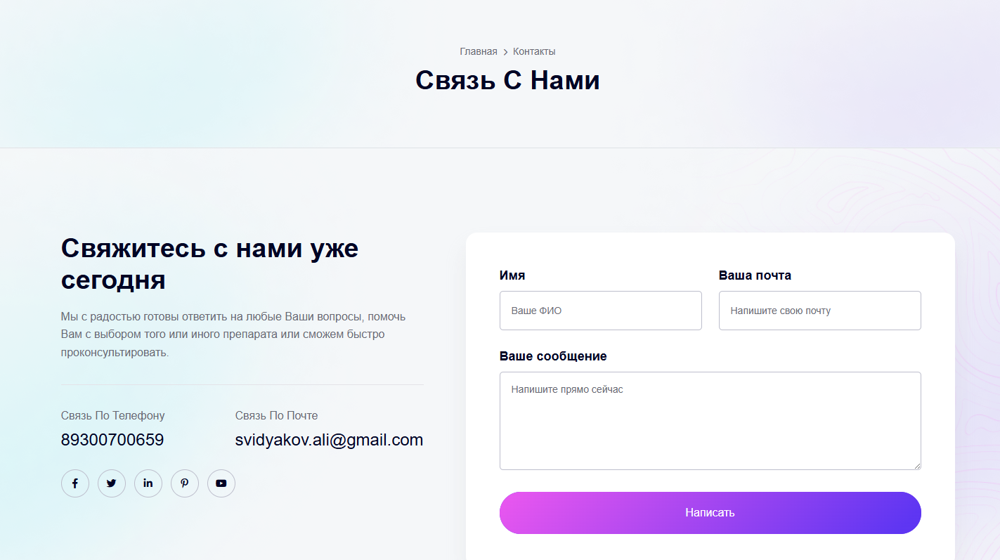 Главная > Контакты
Связь С Нами
Свяжитесь с нами уже
сегодня
Мы с радостью готовы ответить на любые Ваши вопросы, помочь
Вам с выбором того или иного препарата или сможем быстро
проконсультировать.
Связь По Телефону
89300700659
Связь По Почте
svidyakov.ali@gmail.com
Имя
Ваше ФИО
Ваша почта
Напишите свою почту
Ваше сообщение
Напишите прямо сейчас
Написать